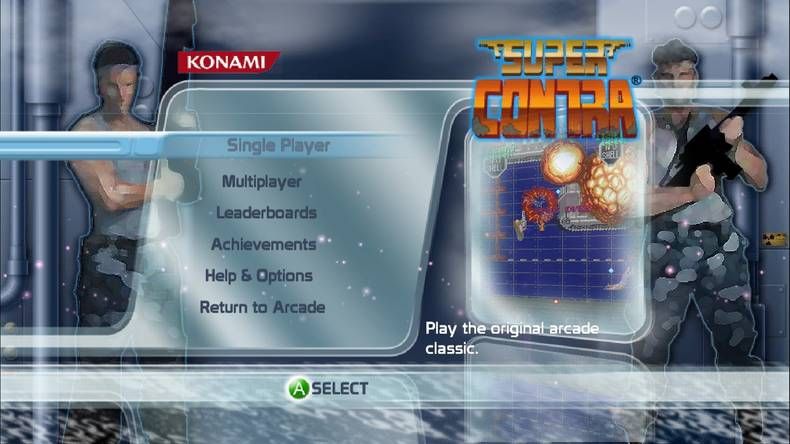 KONAMI
SUPER
CONTRA®
Single Player
Multiplayer
Leaderboards
Achievements
Help & Options
Return to Arcade
SHELL
Play the original arcade
classic.
A SELECT